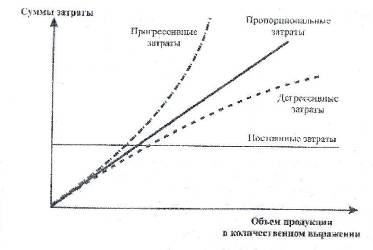 Суммы затраты
Прогрессивные
затраты
Пропорциональные
затраты
Дегрессивные
затраты
Постоянные затраты
Объем продукции
в количественном выражении